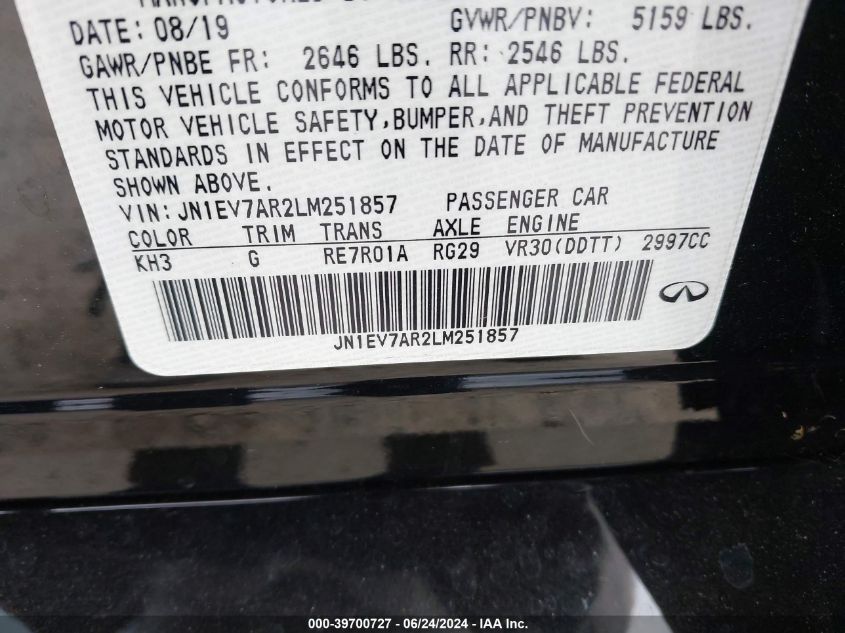 DATE: 08/19 GVWR/PNBV: 5159 LBS.
GAWR/PNBE FR: 2646 LBS. RR: 2546 LBS.
THIS VEHICLE CONFORMS TO ALL APPLICABLE FEDERAL
MOTOR VEHICLE SAFETY,BUMPER,AND THEFT PREVENTION
STANDARDS IN EFFECT ON THE DATE OF MANUFACTURE
SHOWN ABOVE.
VIN: JN1EV7AR2LM251857 PASSENGER CAR
COLOR TRIM TRANS AXLE ENGINE
KH3 G RE7R01A RG29 VR30(DDTT) 2997CC
JN1EV7AR2LM251857
000-39700727 - 06/24/2024 - IAA Inc.